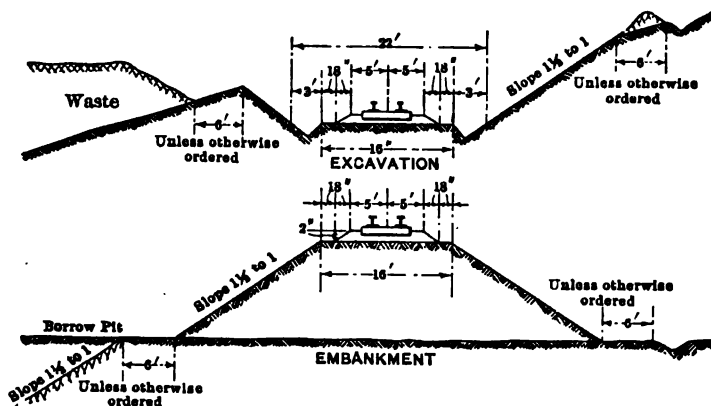 22'
18" 5' 5' 18"
3' 3'
Slope 1½ to 1
6'
Unless otherwise
ordered
Waste
6'
Unless otherwise
ordered
16"
EXCAVATION
18" 5' 5' 18"
2"
Slope 1½ to 1
16'
Unless otherwise
ordered
6'
Borrow Pit
EMBANKMENT
Slope 1½ to 1
6'
Unless otherwise
ordered